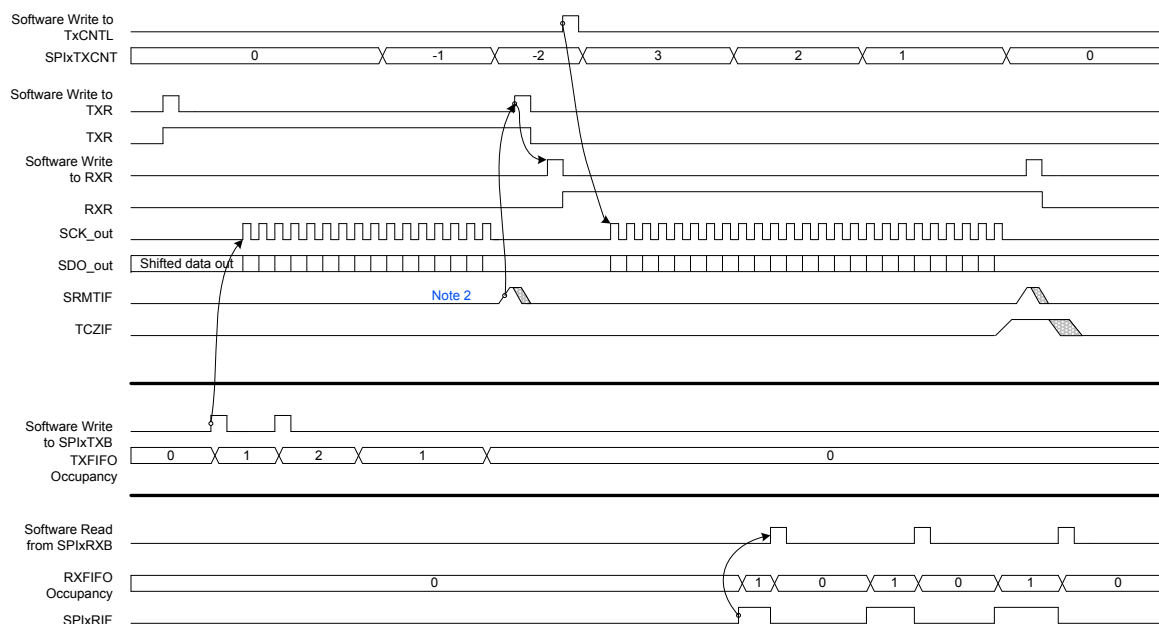 Software Write to
TxCNTL
SPIxTXCNT 0 -1 -2 3 2 1 0
Software Write to
TXR
TXR
Software Write
to RXR
RXR
SCK_out
SDO_out Shifted data out
SRMTIF Note 2
TCZIF
Software Write
to SPIxTXB
TXFIFO
Occupancy
0 1 2 1 0
Software Read
from SPIxRXB
RXFIFO
Occupancy
0 1 0 1 0 1 0
SPIxRIF